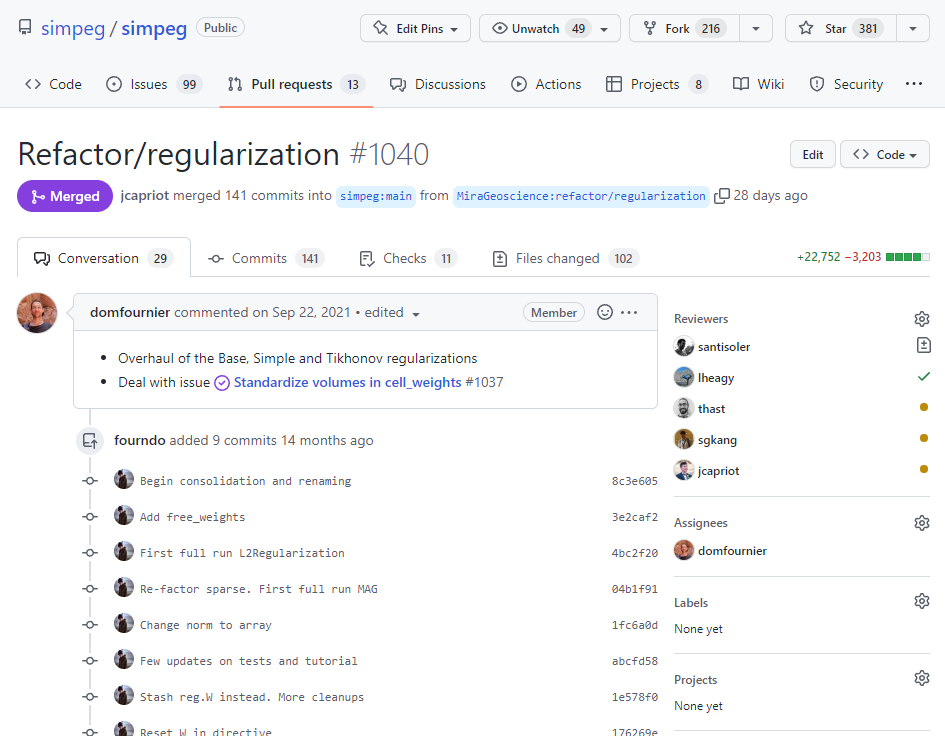 simpeg / simpeg Public Edit Pins Unwatch 49 Fork 216 Star 381
Code Issues 99 Pull requests 13 Discussions Actions Projects 8 Wiki Security
Refactor/regularization #1040 Edit Code
Merged jcapriot merged 141 commits into simpeg:main from MiraGeoscience:refactor/regularization 28 days ago
Conversation 29 Commits 141 Checks 11 Files changed 102 +22,752 −3,203
domfournier commented on Sep 22, 2021 • edited Member
• Overhaul of the Base, Simple and Tikhonov regularizations
• Deal with issue Standardize volumes in cell_weights #1037
fourndo added 9 commits 14 months ago
Begin consolidation and renaming 8c3e605
Add free_weights 3e2caf2
First full run L2Regularization 4bc2f20
Re-factor sparse. First full run MAG 04b1f91
Change norm to array 1fc6a0d
Few updates on tests and tutorial abcfd58
Stash reg.W instead. More cleanups 1e578f0
Reset W in directive 176269e
Reviewers
santisoler
lheagy
thast
sgkang
jcapriot
Assignees
domfournier
Labels
None yet
Projects
None yet